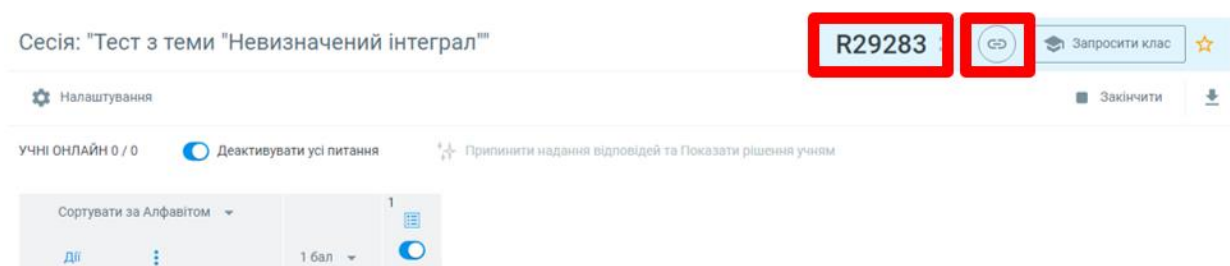 Сесія: "Тест з теми "Невизначений інтеграл"" R29283 Запросити клас
Налаштування Закінчити
УЧНІ ОНЛАЙН 0 / 0 Деактивувати усі питання Припинити надання відповідей та Показати рішення учням
Сортувати за Алфавітом 1
Дії 1 бал